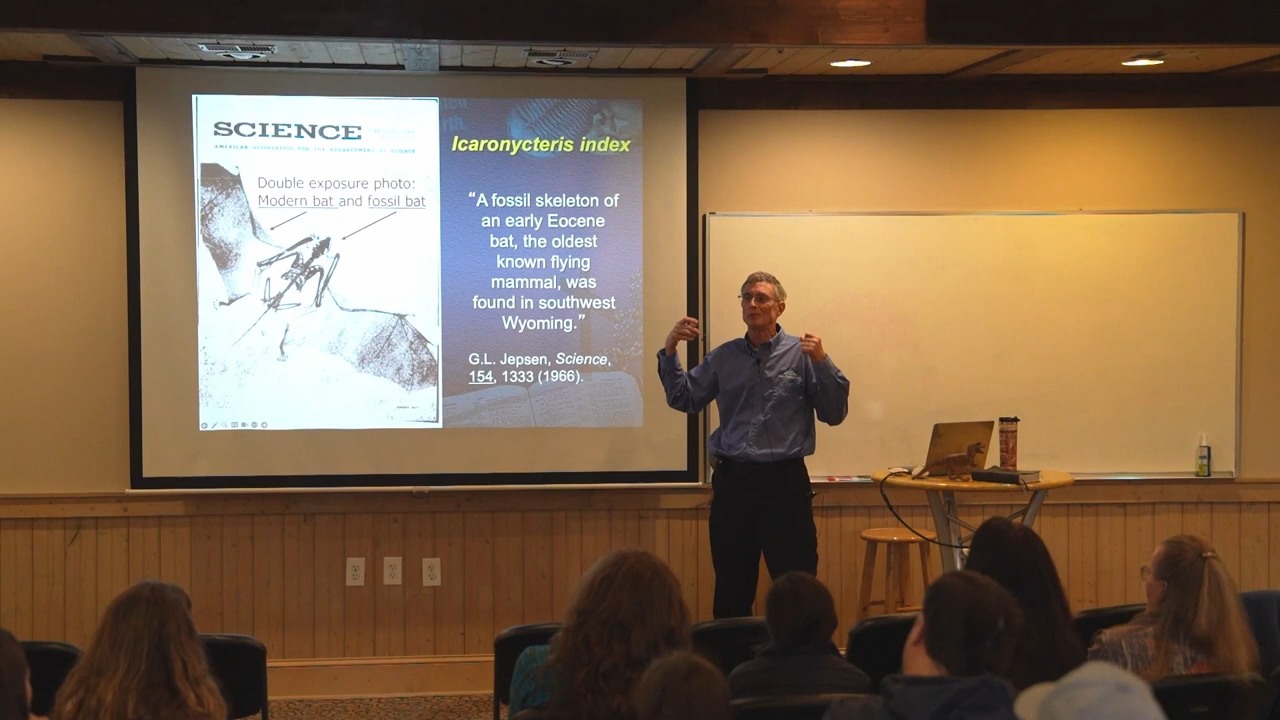 SCIENCE
AMERICAN ASSOCIATION FOR THE ADVANCEMENT OF SCIENCE
Double exposure photo:
Modern bat and fossil bat
Icaronycteris index
“A fossil skeleton of
an early Eocene
bat, the oldest
known flying
mammal, was
found in southwest
Wyoming.”
G.L. Jepsen, Science,
154, 1333 (1966).